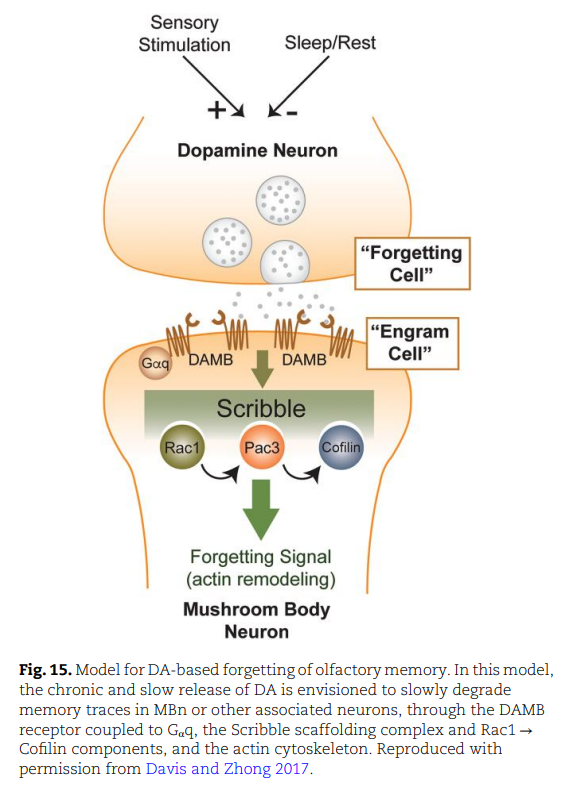 Sensory
Stimulation
Sleep/Rest
+
-
Dopamine Neuron
“Forgetting
Cell”
“Engram
Cell”
Gαq
DAMB
DAMB
Scribble
Rac1
Pac3
Cofilin
Forgetting Signal
(actin remodeling)
Mushroom Body
Neuron
Fig. 15. Model for DA-based forgetting of olfactory memory. In this model,
the chronic and slow release of DA is envisioned to slowly degrade
memory traces in MBn or other associated neurons, through the DAMB
receptor coupled to Gαq, the Scribble scaffolding complex and Rac1 →
Cofilin components, and the actin cytoskeleton. Reproduced with
permission from Davis and Zhong 2017.